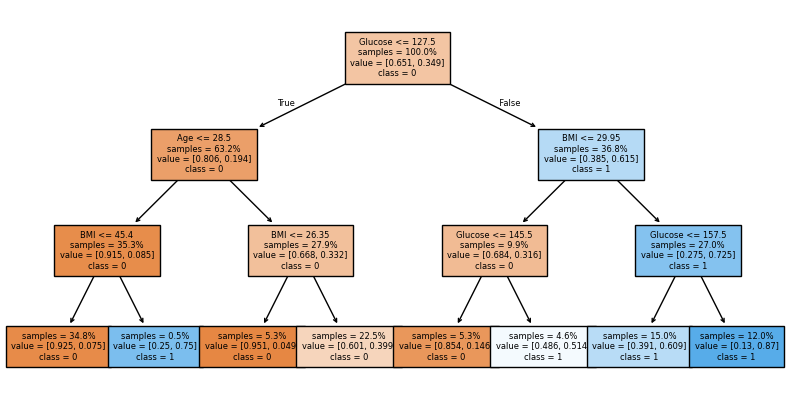 Glucose <= 127.5
samples = 100.0%
value = [0.651, 0.349]
class = 0
True
False
Age <= 28.5
samples = 63.2%
value = [0.806, 0.194]
class = 0
BMI <= 29.95
samples = 36.8%
value = [0.385, 0.615]
class = 1
BMI <= 45.4
samples = 35.3%
value = [0.915, 0.085]
class = 0
BMI <= 26.35
samples = 27.9%
value = [0.668, 0.332]
class = 0
Glucose <= 145.5
samples = 9.9%
value = [0.684, 0.316]
class = 0
Glucose <= 157.5
samples = 27.0%
value = [0.275, 0.725]
class = 1
samples = 34.8%
value = [0.925, 0.075]
class = 0
samples = 0.5%
value = [0.25, 0.75]
class = 1
samples = 5.3%
value = [0.951, 0.049
class = 0
samples = 22.5%
value = [0.601, 0.399
class = 0
samples = 5.3%
value = [0.854, 0.146
class = 0
samples = 4.6%
value = [0.486, 0.514
class = 1
samples = 15.0%
value = [0.391, 0.609]
class = 1
samples = 12.0%
value = [0.13, 0.87]
class = 1